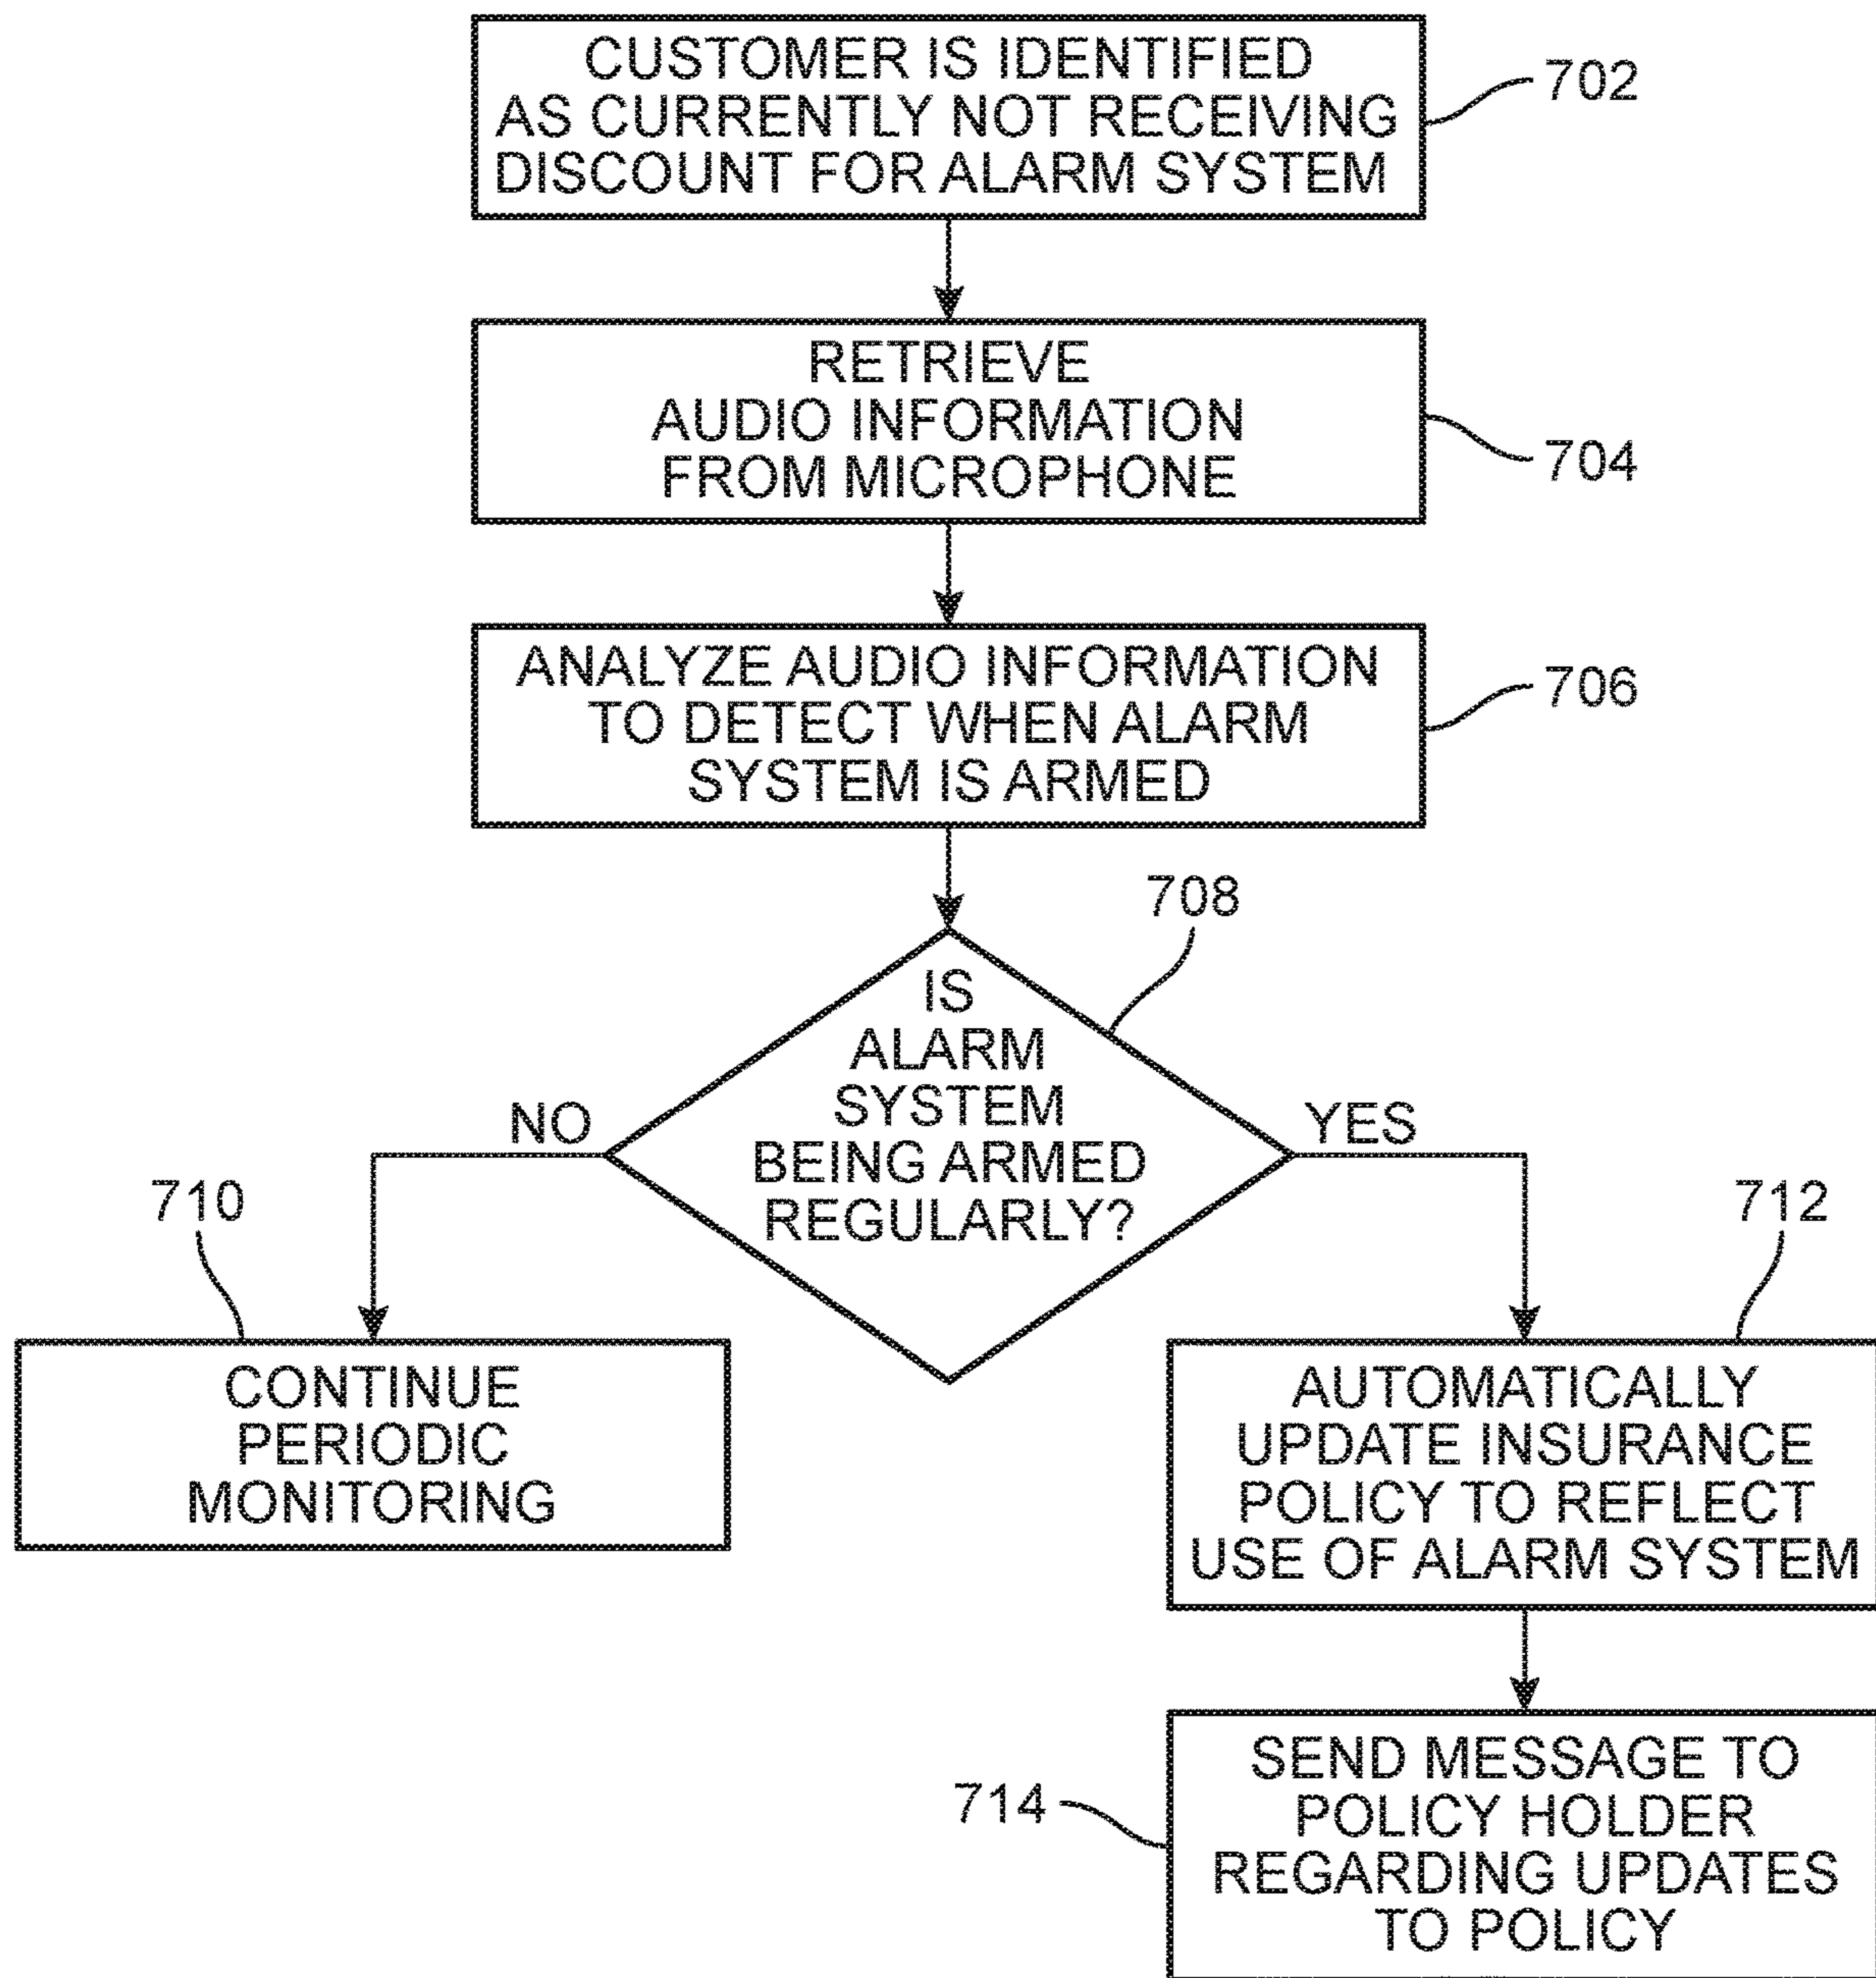 CUSTOMER IS IDENTIFIED
AS CURRENTLY NOT RECEIVING
DISCOUNT FOR ALARM SYSTEM
702
RETRIEVE
AUDIO INFORMATION
FROM MICROPHONE
704
ANALYZE AUDIO INFORMATION
TO DETECT WHEN ALARM
SYSTEM IS ARMED
706
708
IS
ALARM
SYSTEM
BEING ARMED
REGULARLY?
NO
YES
710
CONTINUE
PERIODIC
MONITORING
712
AUTOMATICALLY
UPDATE INSURANCE
POLICY TO REFLECT
USE OF ALARM SYSTEM
714
SEND MESSAGE TO
POLICY HOLDER
REGARDING UPDATES
TO POLICY